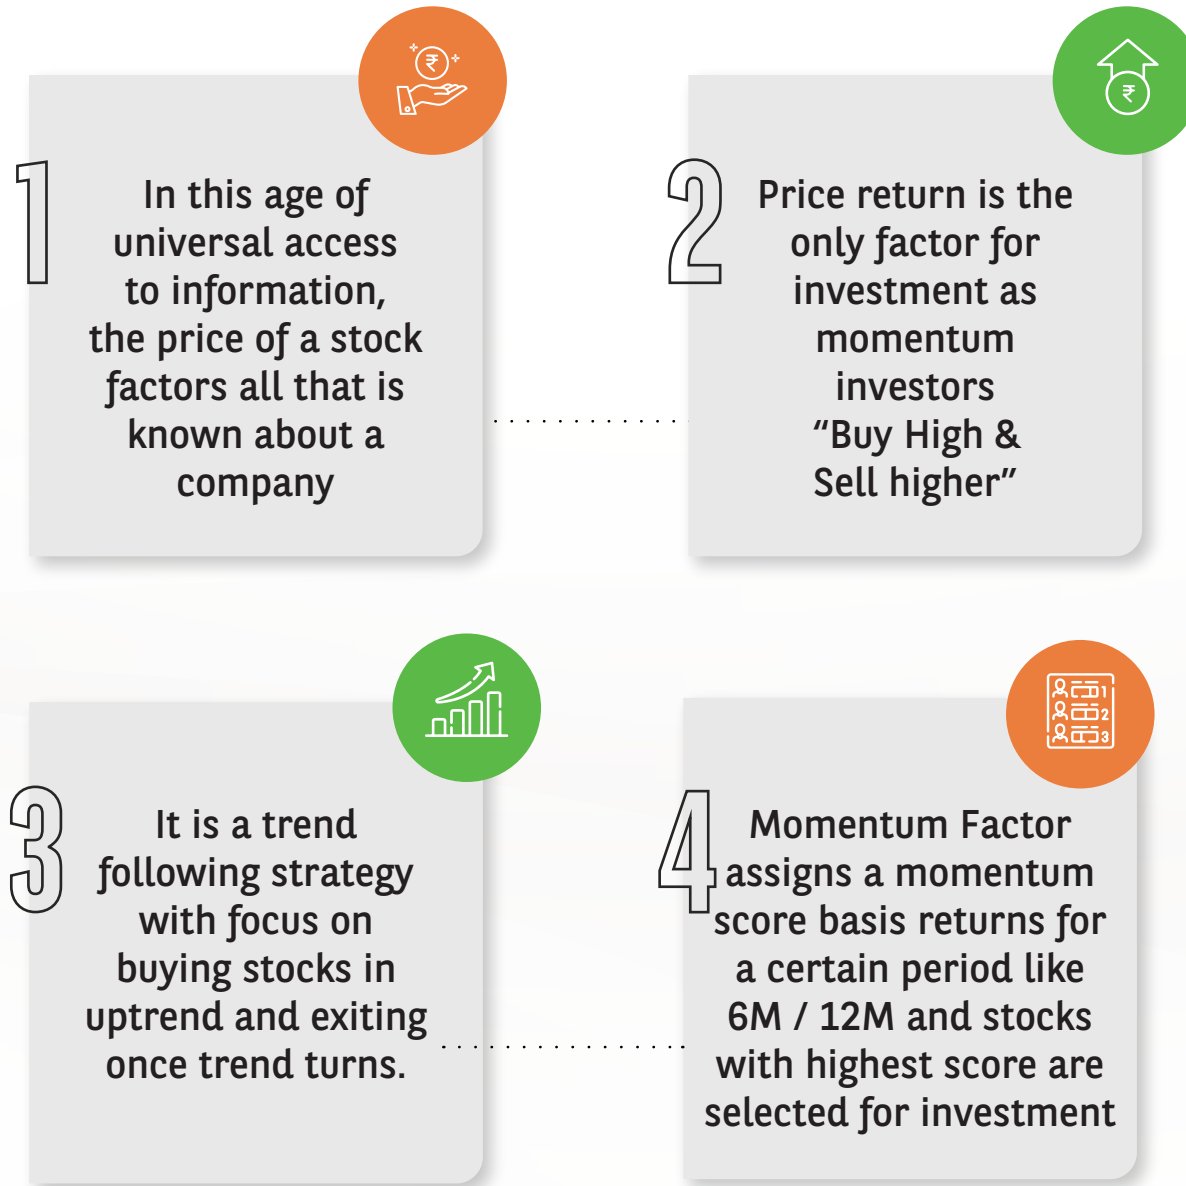 1
In this age of
universal access
to information,
the price of a stock
factors all that is
known about a
company
2
Price return is the
only factor for
investment as
momentum
investors
“Buy High &
Sell higher”
3
It is a trend
following strategy
with focus on
buying stocks in
uptrend and exiting
once trend turns.
4
Momentum Factor
assigns a momentum
score basis returns for
a certain period like
6M / 12M and stocks
with highest score are
selected for investment
₹
₹
1
2
3